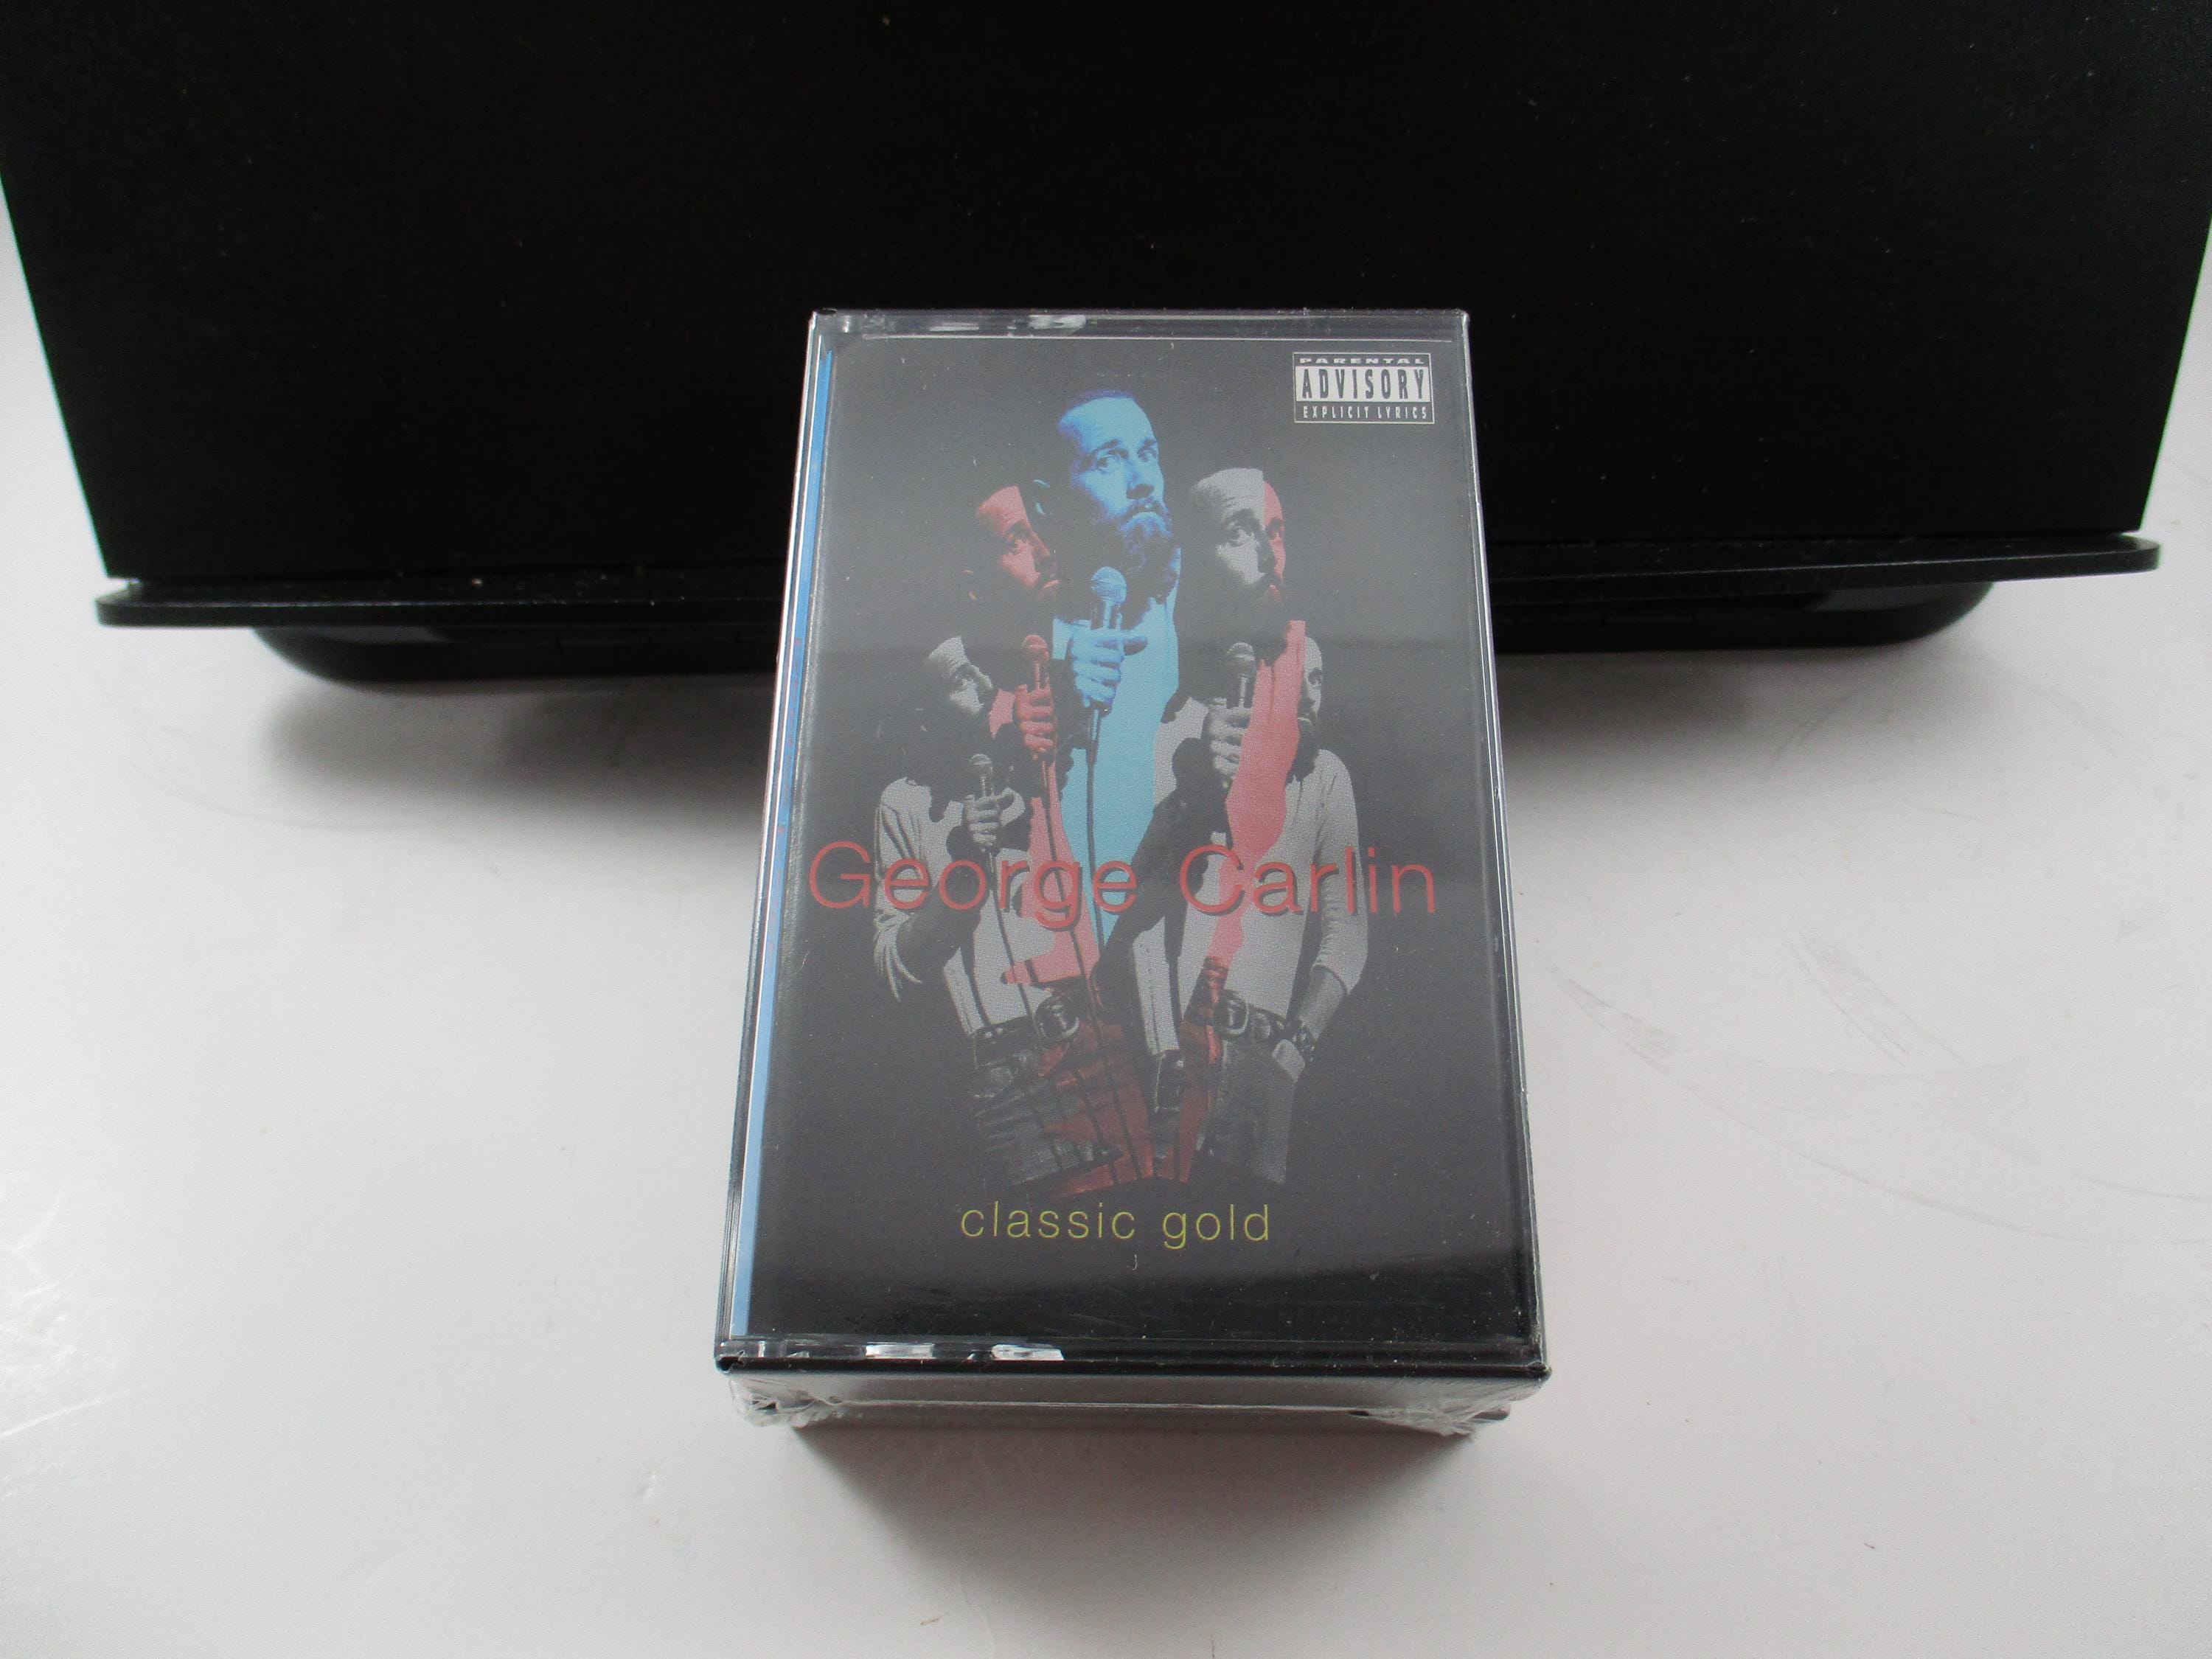 PARENTAL
ADVISORY
EXPLICIT LYRICS
George Carlin
classic gold